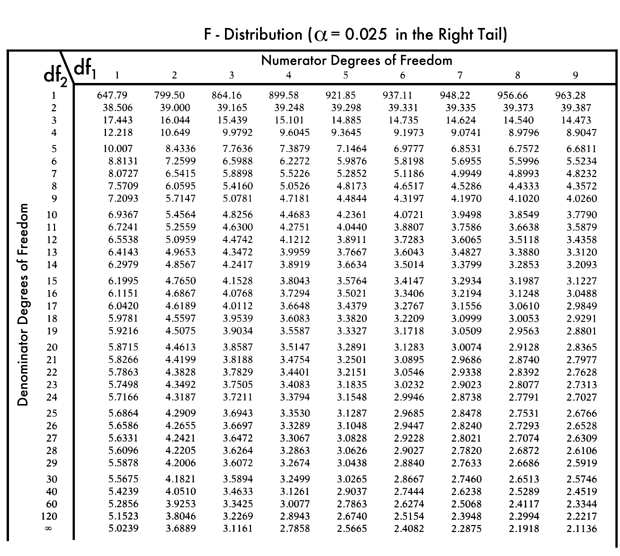 F - Distribution (α = 0.025 in the Right Tail)
Numerator Degrees of Freedom
df₂ df₁ 1 2 3 4 5 6 7 8 9
Denominator Degrees of Freedom
1 647.79 799.50 864.16 899.58 921.85 937.11 948.22 956.66 963.28
2 38.506 39.000 39.165 39.248 39.298 39.331 39.335 39.373 39.387
3 17.443 16.044 15.439 15.101 14.885 14.735 14.624 14.540 14.473
4 12.218 10.649 9.9792 9.6045 9.3645 9.1973 9.0741 8.9796 8.9047
5 10.007 8.4336 7.7636 7.3879 7.1464 6.9777 6.8531 6.7572 6.6811
6 8.8131 7.2599 6.5988 6.2272 5.9876 5.8198 5.6955 5.5996 5.5234
7 8.0727 6.5415 5.8898 5.5226 5.2852 5.1186 4.9949 4.8993 4.8232
8 7.5709 6.0595 5.4160 5.0526 4.8173 4.6517 4.5286 4.4333 4.3572
9 7.2093 5.7147 5.0781 4.7181 4.4844 4.3197 4.1970 4.1020 4.0260
10 6.9367 5.4564 4.8256 4.4683 4.2361 4.0721 3.9498 3.8549 3.7790
11 6.7241 5.2559 4.6300 4.2751 4.0440 3.8807 3.7586 3.6638 3.5879
12 6.5538 5.0959 4.4742 4.1212 3.8911 3.7283 3.6065 3.5118 3.4358
13 6.4143 4.9653 4.3472 3.9959 3.7667 3.6043 3.4827 3.3880 3.3120
14 6.2979 4.8567 4.2417 3.8919 3.6634 3.5014 3.3799 3.2853 3.2093
15 6.1995 4.7650 4.1528 3.8043 3.5764 3.4147 3.2934 3.1987 3.1227
16 6.1151 4.6867 4.0768 3.7294 3.5021 3.3406 3.2194 3.1248 3.0488
17 6.0420 4.6189 4.0112 3.6648 3.4379 3.2767 3.1556 3.0610 2.9849
18 5.9781 4.5597 3.9539 3.6083 3.3820 3.2209 3.0999 3.0053 2.9291
19 5.9216 4.5075 3.9034 3.5587 3.3327 3.1718 3.0509 2.9563 2.8801
20 5.8715 4.4613 3.8587 3.5147 3.2891 3.1283 3.0074 2.9128 2.8365
21 5.8266 4.4199 3.8188 3.4754 3.2501 3.0895 2.9686 2.8740 2.7977
22 5.7863 4.3828 3.7829 3.4401 3.2151 3.0546 2.9338 2.8392 2.7628
23 5.7498 4.3492 3.7505 3.4083 3.1835 3.0232 2.9023 2.8077 2.7313
24 5.7166 4.3187 3.7211 3.3794 3.1548 2.9946 2.8738 2.7791 2.7027
25 5.6864 4.2909 3.6943 3.3530 3.1287 2.9685 2.8478 2.7531 2.6766
26 5.6586 4.2655 3.6697 3.3289 3.1048 2.9447 2.8240 2.7293 2.6528
27 5.6331 4.2421 3.6472 3.3067 3.0828 2.9228 2.8021 2.7074 2.6309
28 5.6096 4.2205 3.6264 3.2863 3.0626 2.9027 2.7820 2.6872 2.6106
29 5.5878 4.2006 3.6072 3.2674 3.0438 2.8840 2.7633 2.6686 2.5919
30 5.5675 4.1821 3.5894 3.2499 3.0265 2.8667 2.7460 2.6513 2.5746
40 5.4239 4.0510 3.4633 3.1261 2.9037 2.7444 2.6238 2.5289 2.4519
60 5.2856 3.9253 3.3425 3.0077 2.7863 2.6274 2.5068 2.4117 2.3344
120 5.1523 3.8046 3.2269 2.8943 2.6740 2.5154 2.3948 2.2994 2.2217
∞ 5.0239 3.6889 3.1161 2.7858 2.5665 2.4082 2.2875 2.1918 2.1136